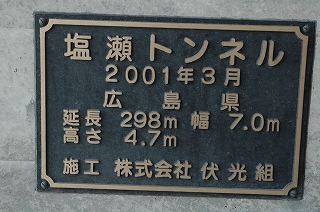 塩瀬トンネル
2001年3月
広島県
延長 298m 幅 7.0m
高さ 4.7m
施工 株式会社 伏光組